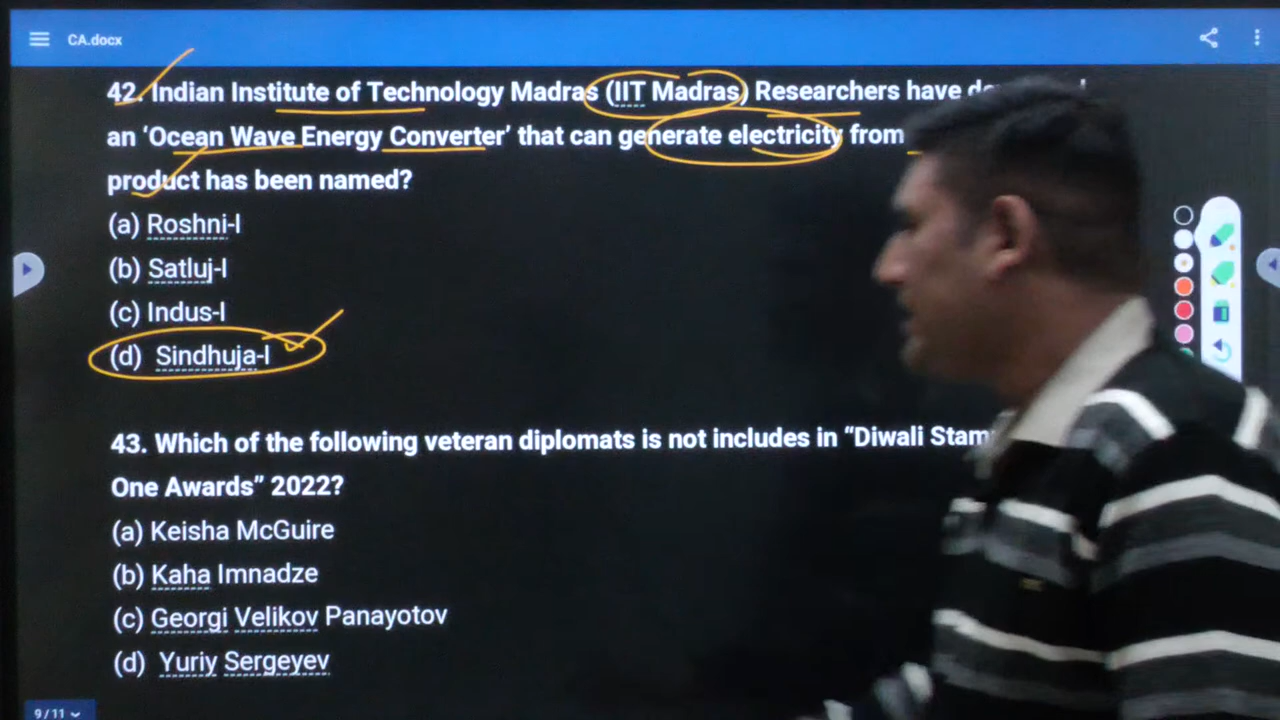 CA.docx
42. Indian Institute of Technology Madras (IIT Madras) Researchers have
an ‘Ocean Wave Energy Converter’ that can generate electricity from
product has been named?
(a) Roshni-I
(b) Satluj-I
(c) Indus-I
(d) Sindhuja-I
43. Which of the following veteran diplomats is not includes in “Diwali
One Awards” 2022?
(a) Keisha McGuire
(b) Kaha Imnadze
(c) Georgi Velikov Panayotov
(d) Yuriy Sergeyev
9/11